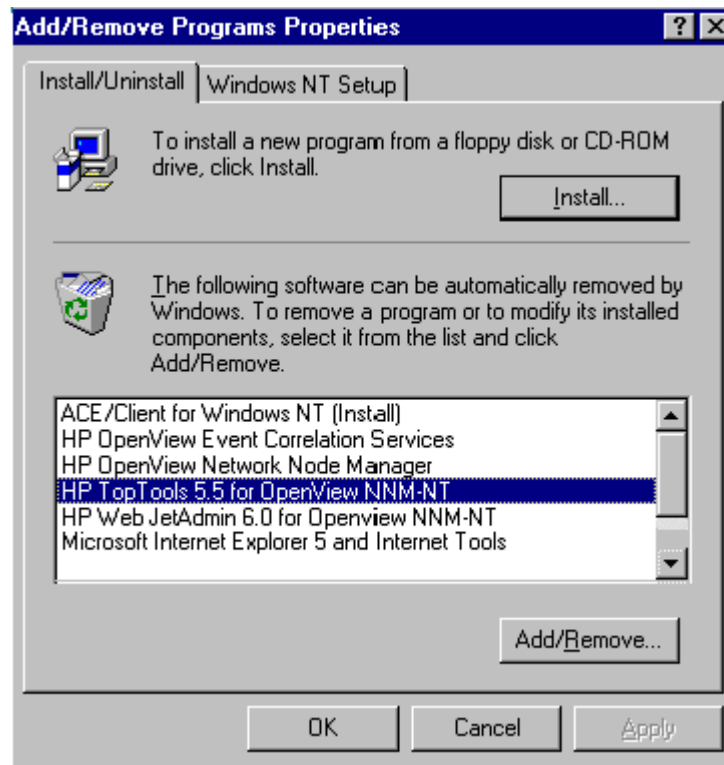 Add/Remove Programs Properties
Install/Uninstall
Windows NT Setup
To install a new program from a floppy disk or CD-ROM
drive, click Install.
Install...
The following software can be automatically removed by
Windows. To remove a program or to modify its installed
components, select it from the list and click
Add/Remove.
ACE/Client for Windows NT (Install)
HP OpenView Event Correlation Services
HP OpenView Network Node Manager
HP TopTools 5.5 for OpenView NNM-NT
HP Web JetAdmin 6.0 for Openview NNM-NT
Microsoft Internet Explorer 5 and Internet Tools
Add/Remove...
OK
Cancel
Apply